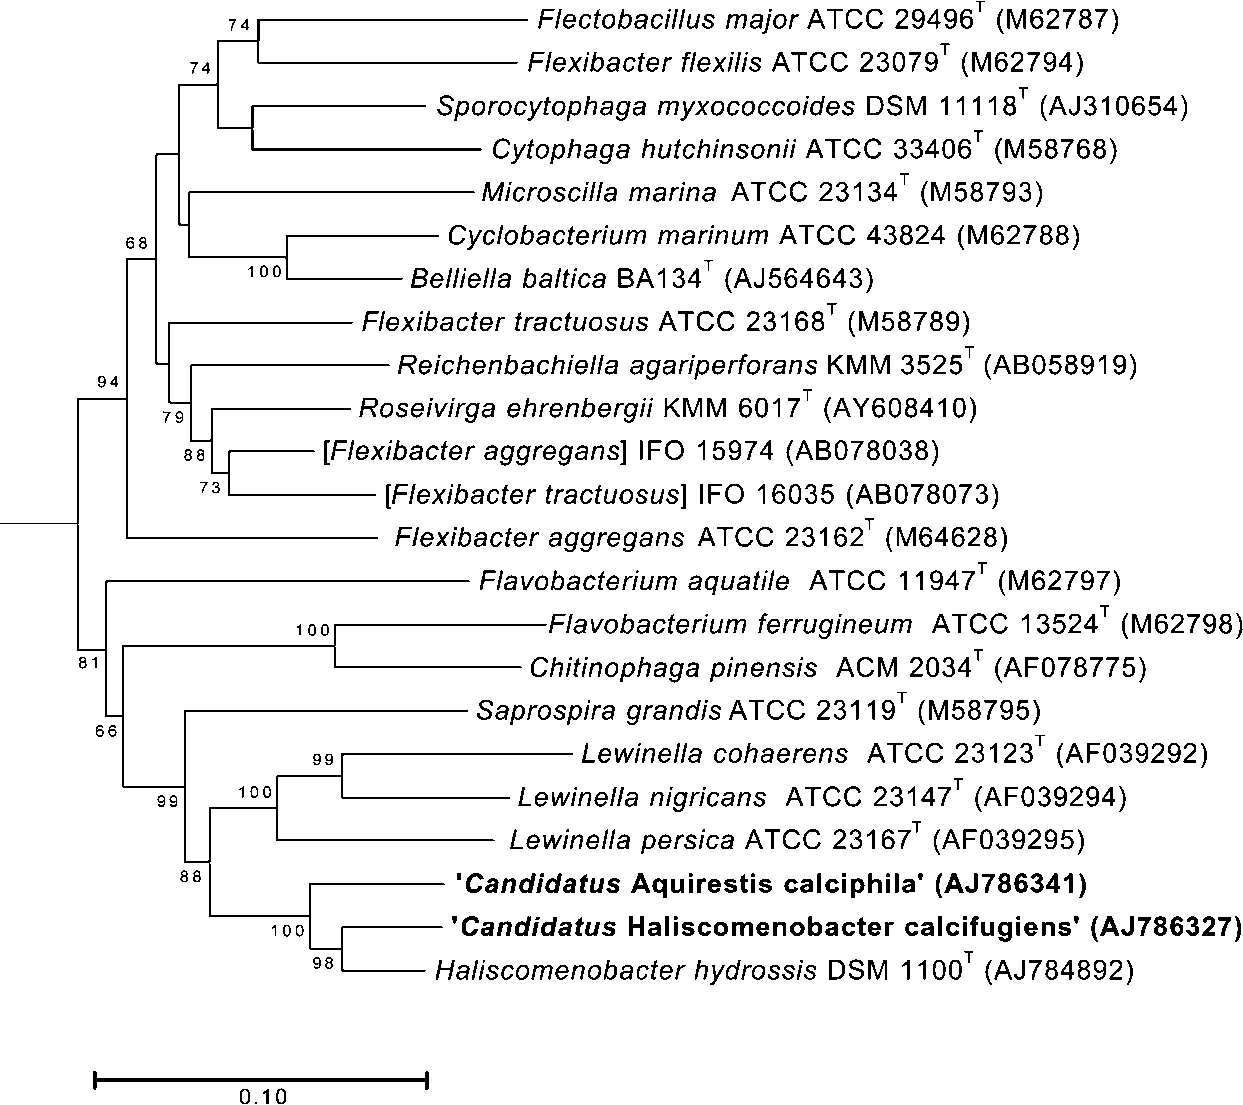 74
Flectobacillus major ATCC 29496T (M62787)
74
Flexibacter flexilis ATCC 23079T (M62794)
Sporocytophaga myxococcoides DSM 11118T (AJ310654)
Cytophaga hutchinsonii ATCC 33406T (M58768)
Microscilla marina ATCC 23134T (M58793)
68
Cyclobacterium marinum ATCC 43824 (M62788)
100
Belliella baltica BA134T (AJ564643)
Flexibacter tractuosus ATCC 23168T (M58789)
94
Reichenbachiella agariperforans KMM 3525T (AB058919)
79
Roseivirga ehrenbergii KMM 6017T (AY608410)
88
[Flexibacter aggregans] IFO 15974 (AB078038)
73
[Flexibacter tractuosus] IFO 16035 (AB078073)
Flexibacter aggregans ATCC 23162T (M64628)
Flavobacterium aquatile ATCC 11947T (M62797)
100
Flavobacterium ferrugineum ATCC 13524T (M62798)
81
Chitinophaga pinensis ACM 2034T (AF078775)
66
Saprospira grandis ATCC 23119T (M58795)
99
Lewinella cohaerens ATCC 23123T (AF039292)
100
99
Lewinella nigricans ATCC 23147T (AF039294)
Lewinella persica ATCC 23167T (AF039295)
88
'Candidatus Aquirestis calciphila' (AJ786341)
100
'Candidatus Haliscomenobacter calcifugiens' (AJ786327)
98
Haliscomenobacter hydrossis DSM 1100T (AJ784892)
0.10